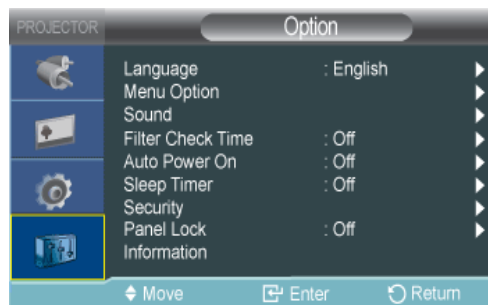 PROJECTOR Option
Language : English
Menu Option
Sound
Filter Check Time : Off
Auto Power On : Off
Sleep Timer : Off
Security
Panel Lock : Off
Information
Move Enter Return